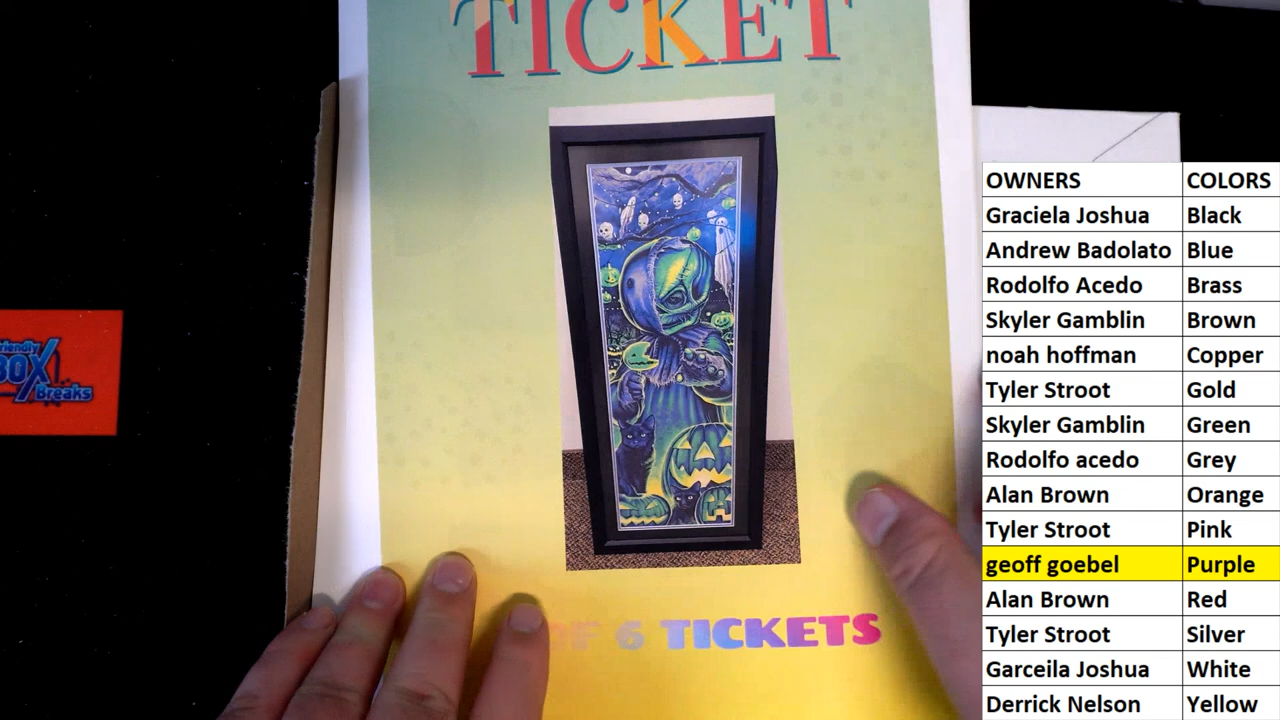 TICKET
OF 6 TICKETS
riendly
BOX
Breaks
OWNERS COLORS
Graciela Joshua Black
Andrew Badolato Blue
Rodolfo Acedo Brass
Skyler Gamblin Brown
noah hoffman Copper
Tyler Stroot Gold
Skyler Gamblin Green
Rodolfo acedo Grey
Alan Brown Orange
Tyler Stroot Pink
geoff goebel Purple
Alan Brown Red
Tyler Stroot Silver
Garceila Joshua White
Derrick Nelson Yellow